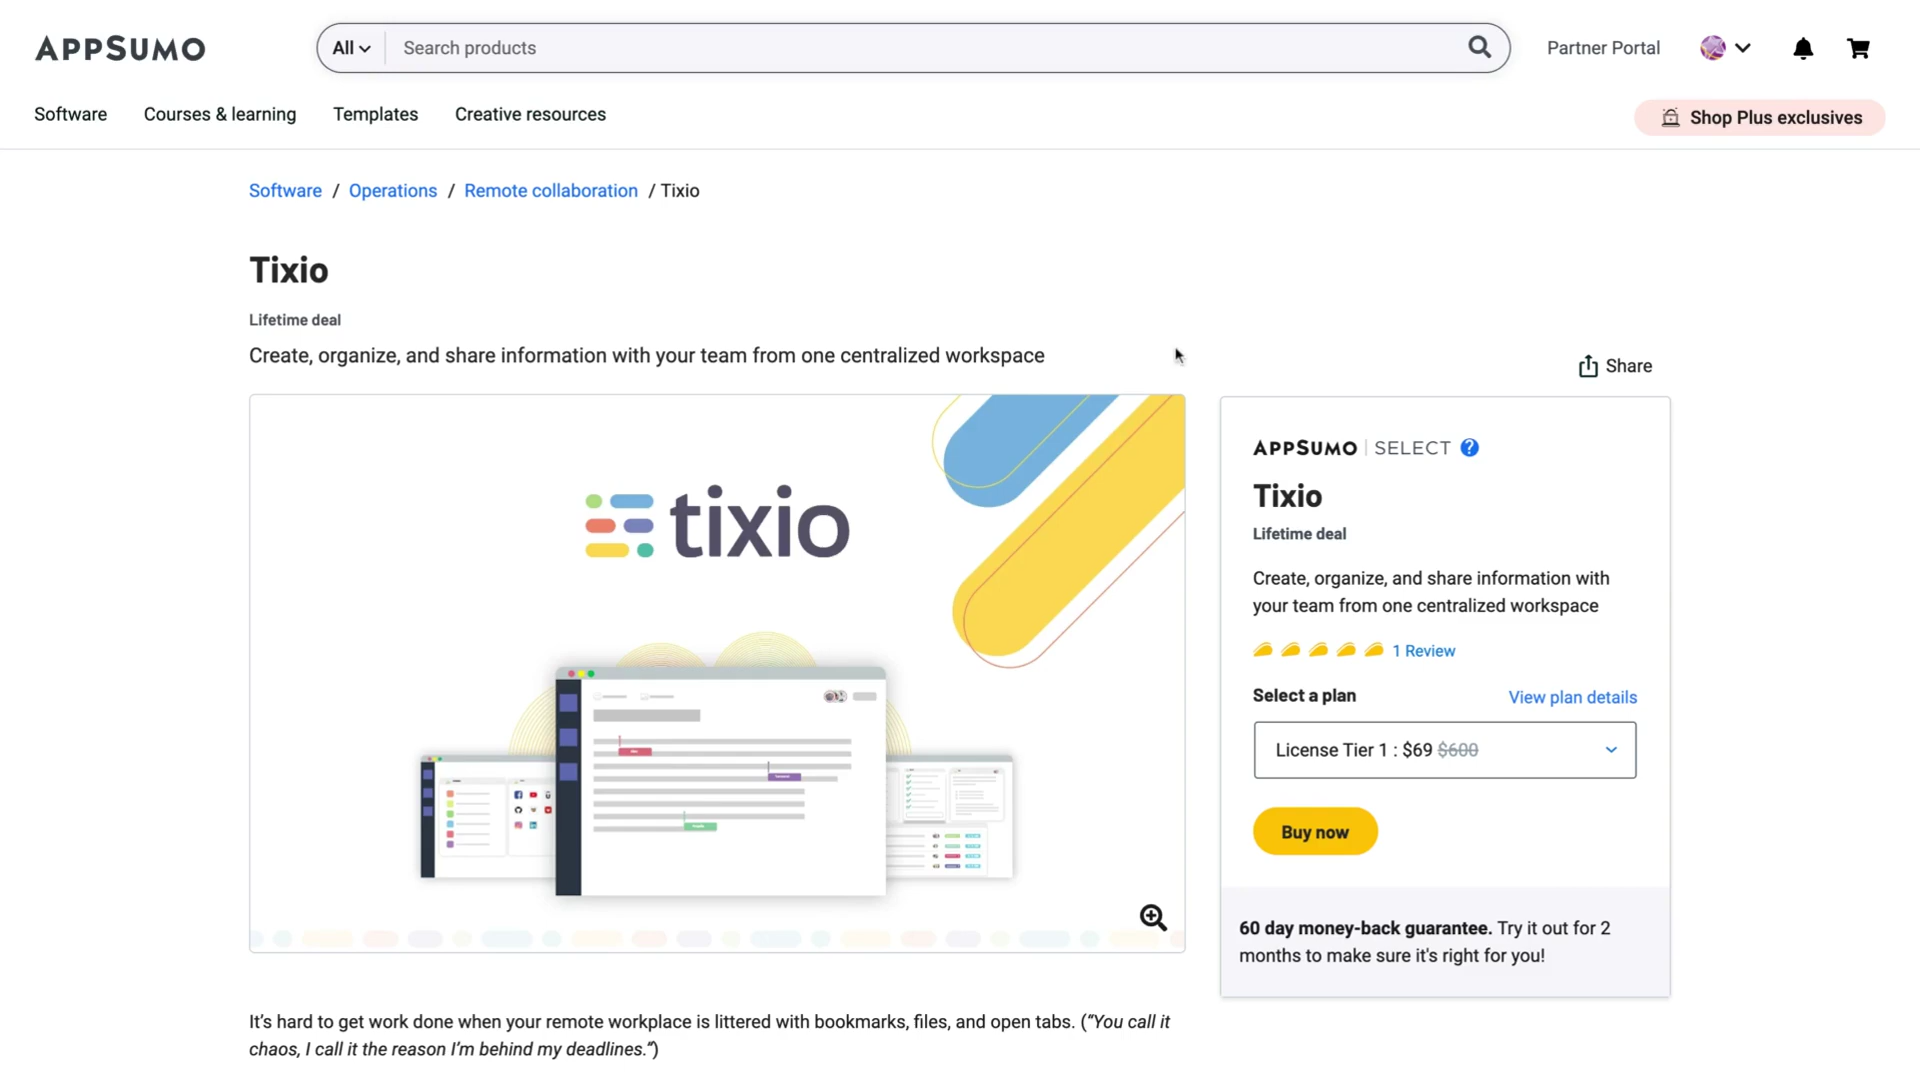 APPSUMO
All
Search products
Partner Portal
Software
Courses & learning
Templates
Creative resources
Shop Plus exclusives
Software / Operations / Remote collaboration / Tixio
Tixio
Lifetime deal
Create, organize, and share information with your team from one centralized workspace
Share
tixio
APPSUMO | SELECT ?
Tixio
Lifetime deal
Create, organize, and share information with
your team from one centralized workspace
1 Review
Select a plan
View plan details
License Tier 1 : $69 $600
Buy now
60 day money-back guarantee. Try it out for 2
months to make sure it's right for you!
It’s hard to get work done when your remote workplace is littered with bookmarks, files, and open tabs. (“You call it
chaos, I call it the reason I’m behind my deadlines.”)